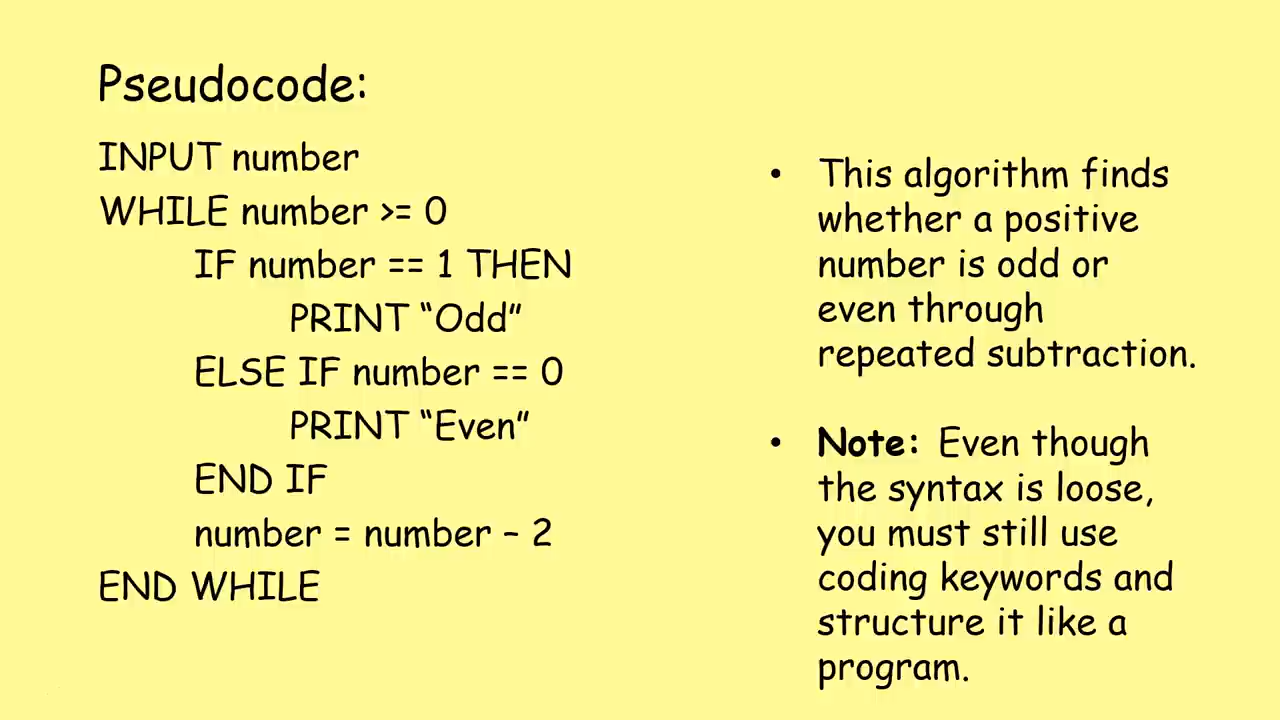 Pseudocode:
INPUT number
WHILE number >= 0
IF number == 1 THEN
PRINT “Odd”
ELSE IF number == 0
PRINT “Even”
END IF
number = number – 2
END WHILE
• This algorithm finds
whether a positive
number is odd or
even through
repeated subtraction.
• Note: Even though
the syntax is loose,
you must still use
coding keywords and
structure it like a
program.